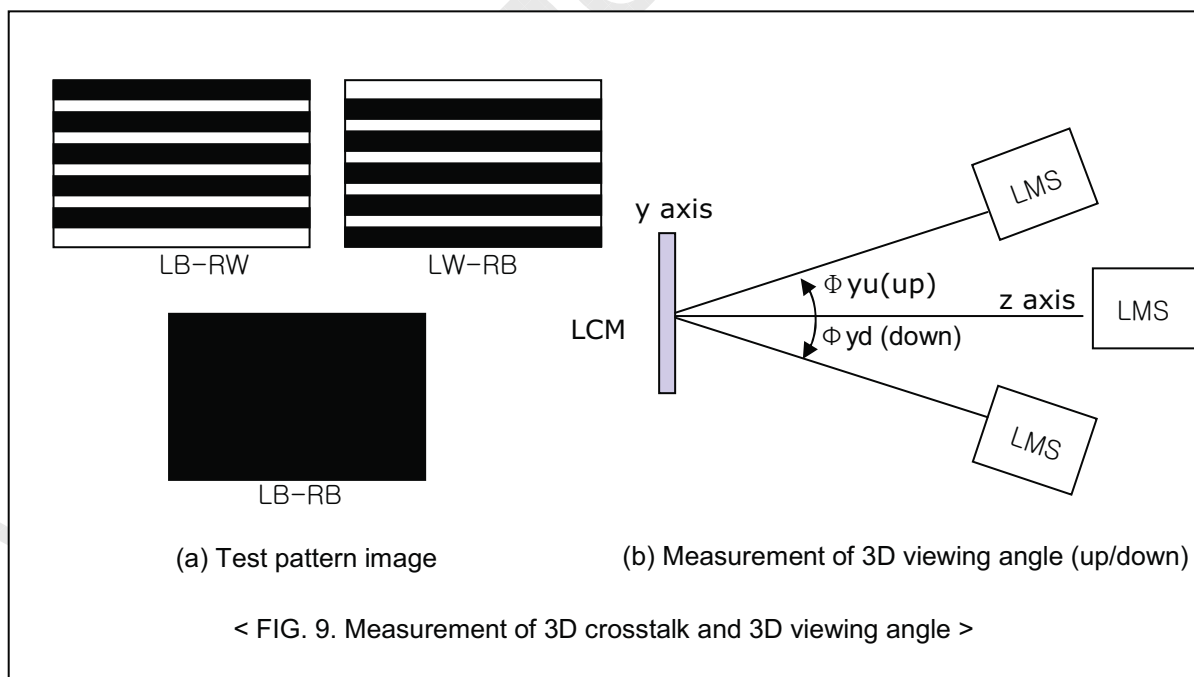 LB-RW
LW-RB
LB-RB
(a) Test pattern image
y axis
LCM
Φ yu(up)
z axis
Φ yd (down)
LMS
LMS
LMS
(b) Measurement of 3D viewing angle (up/down)
< FIG. 9. Measurement of 3D crosstalk and 3D viewing angle >